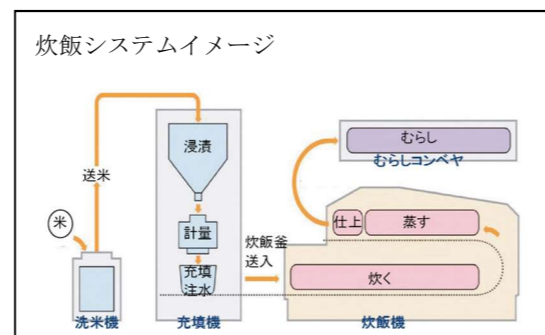 炊飯システムイメージ
むらし
むらしコンベヤ
浸漬
送米
仕上
蒸す
米
計量
炊飯釜
送入
充填
注水
炊く
洗米機
充填機
炊飯機